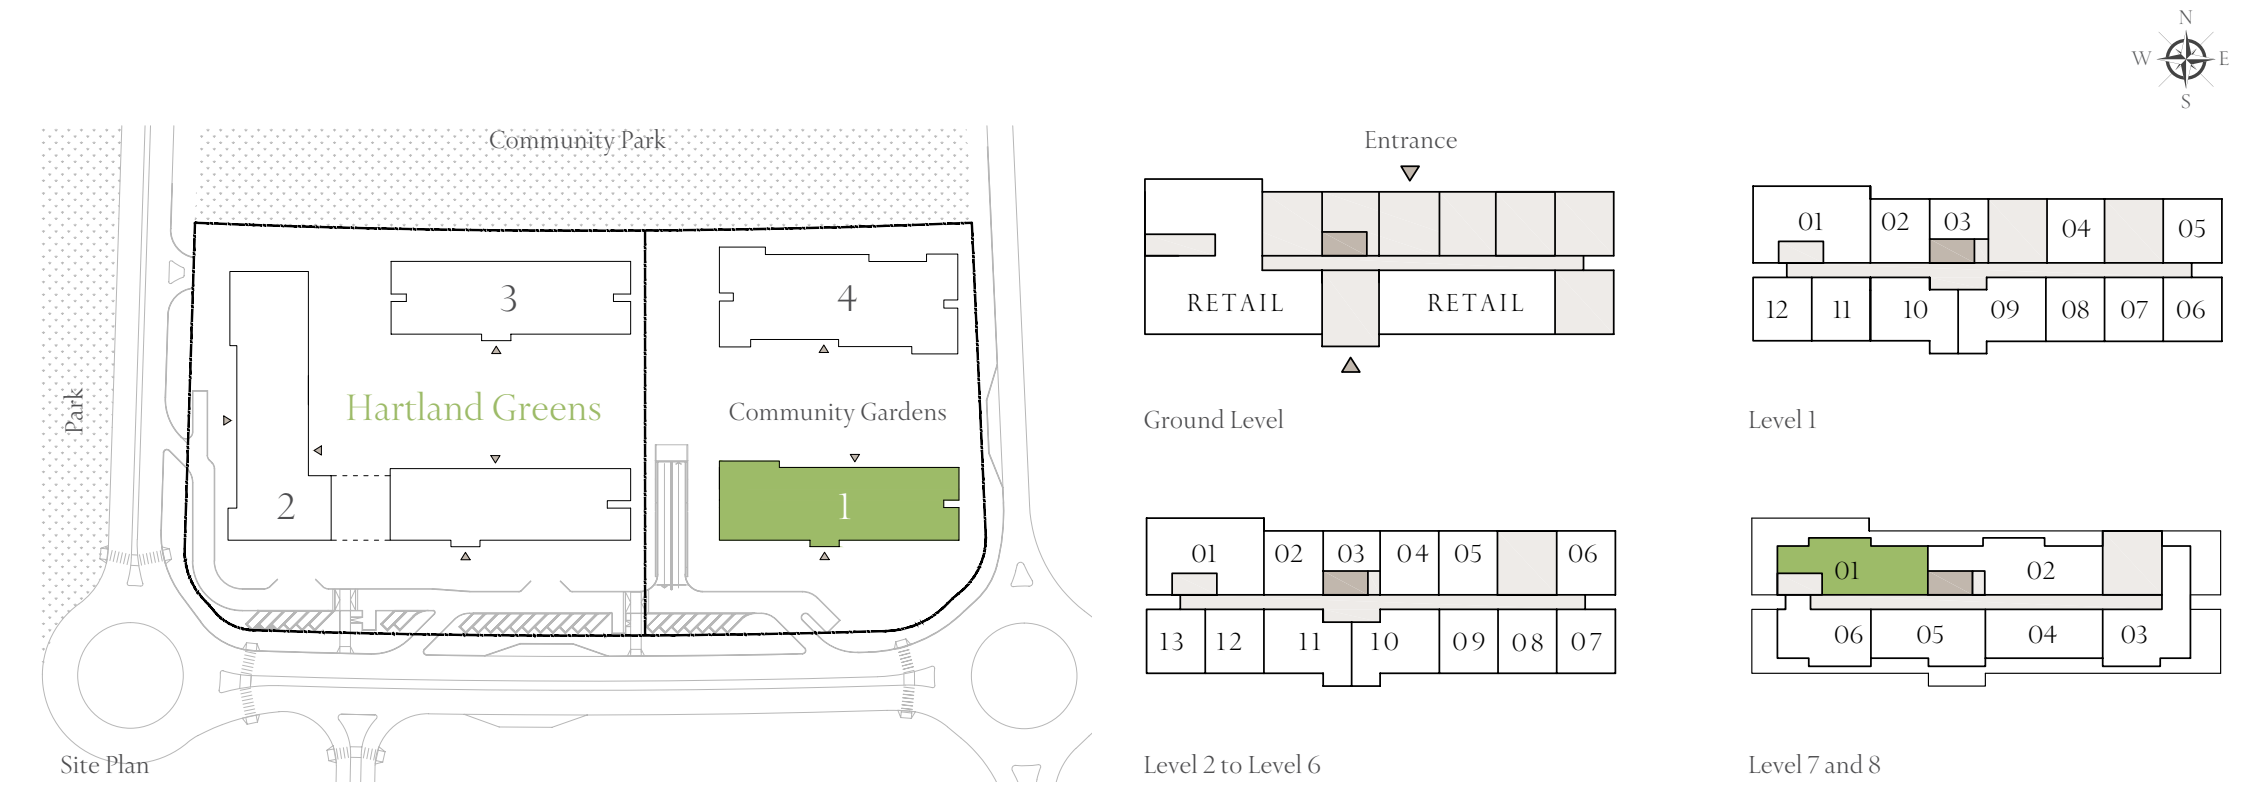 N
W E
S
Community Park
Park
3
4
Hartland Greens
Community Gardens
2
1
Site Plan
Entrance
RETAIL RETAIL
Ground Level
01 02 03 04 05
12 11 10 09 08 07 06
Level 1
01 02 03 04 05 06
13 12 11 10 09 08 07
Level 2 to Level 6
01 02
06 05 04 03
Level 7 and 8